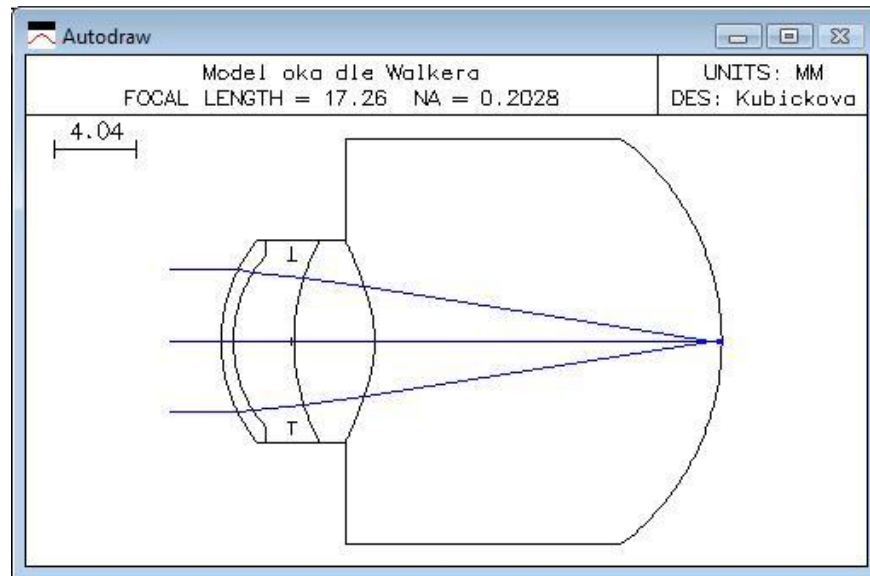 Autodraw
Model oka dle Walkera
FOCAL LENGTH = 17.26 NA = 0.2028
UNITS: MM
DES: Kubickova
4.04